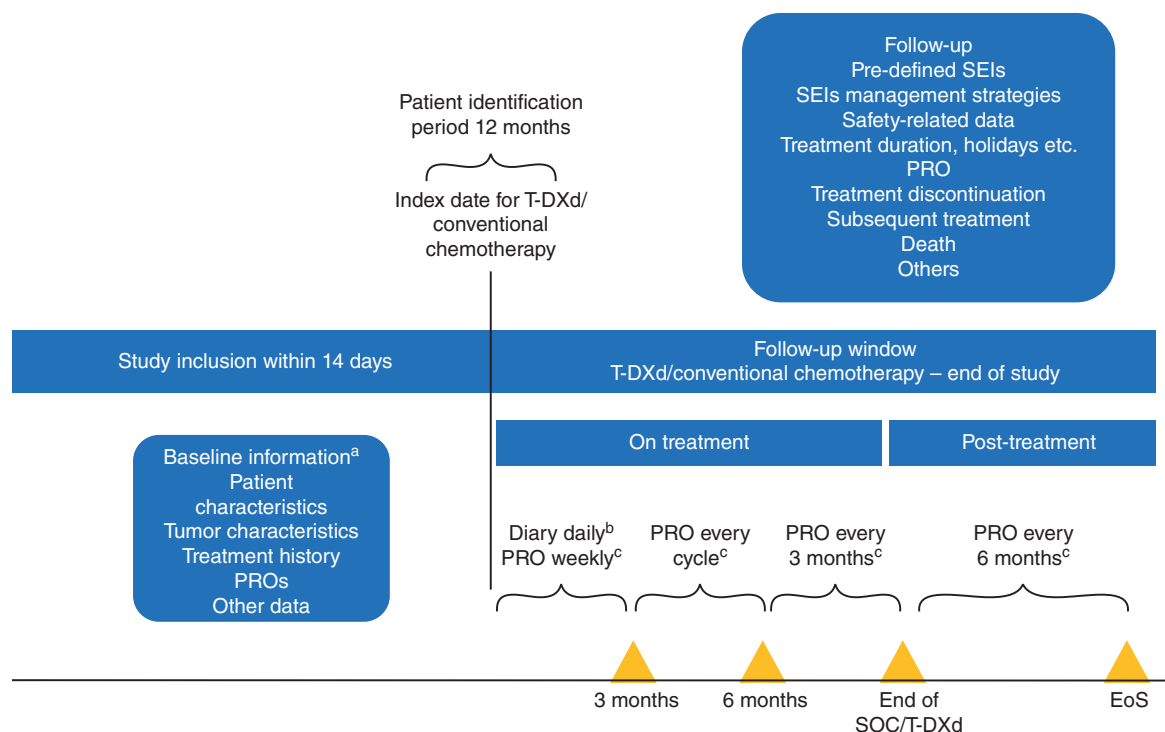 Follow-up
Pre-defined SEIs
SEIs management strategies
Safety-related data
Treatment duration, holidays etc.
PRO
Treatment discontinuation
Subsequent treatment
Death
Others
Patient identification
period 12 months
Index date for T-DXd/
conventional
chemotherapy
Study inclusion within 14 days
Follow-up window
T-DXd/conventional chemotherapy – end of study
On treatment
Post-treatment
Baseline informationᵃ
Patient
characteristics
Tumor characteristics
Treatment history
PROs
Other data
Diary dailyᵇ
PRO weeklyᶜ
PRO every
cycleᶜ
PRO every
3 monthsᶜ
PRO every
6 monthsᶜ
3 months
6 months
End of
SOC/T-DXd
EoS